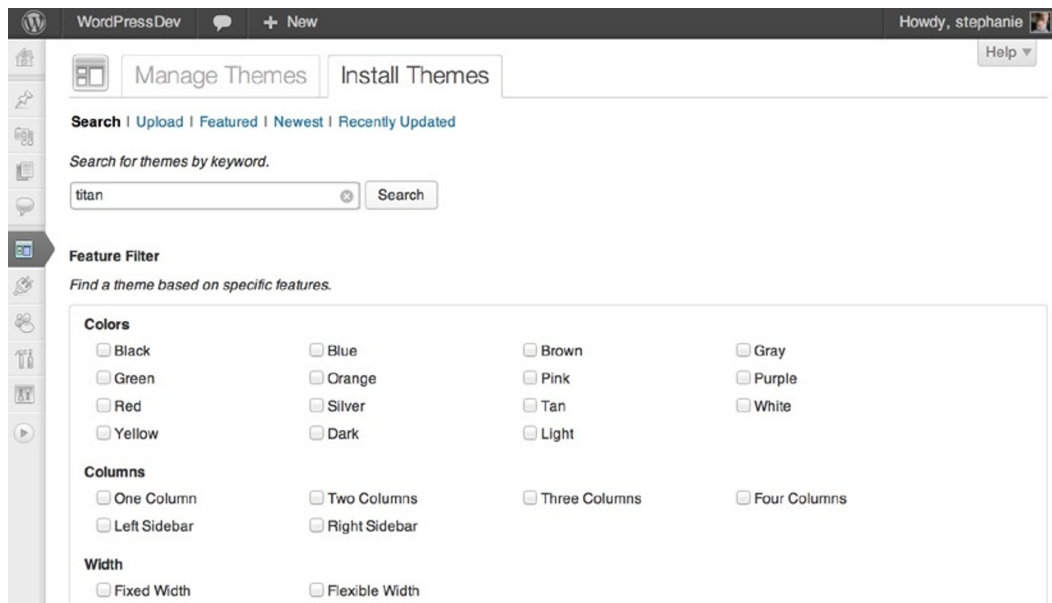 WordPressDev + New Howdy, stephanie
Help
Manage Themes Install Themes
Search | Upload | Featured | Newest | Recently Updated
Search for themes by keyword.
titan Search
Feature Filter
Find a theme based on specific features.
Colors
Black Blue Brown Gray
Green Orange Pink Purple
Red Silver Tan White
Yellow Dark Light
Columns
One Column Two Columns Three Columns Four Columns
Left Sidebar Right Sidebar
Width
Fixed Width Flexible Width